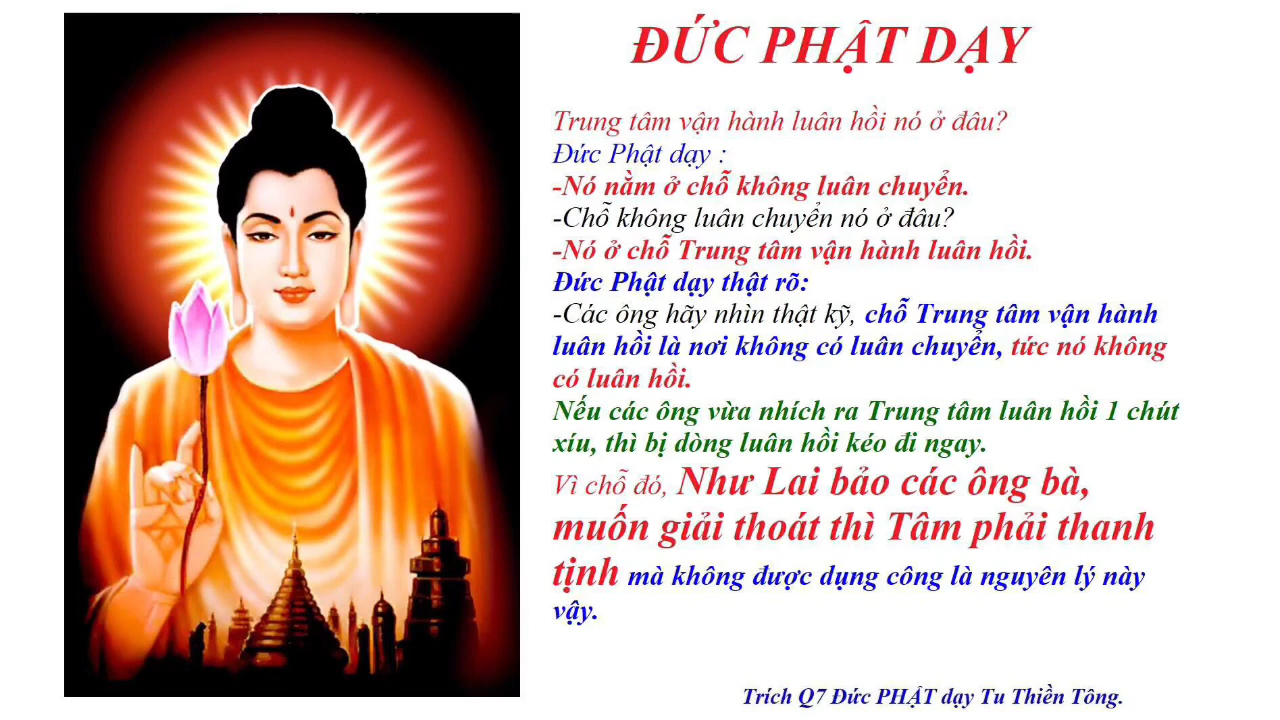 ĐỨC PHẬT DẠY
Trung tâm vận hành luân hồi nó ở đâu?
Đức Phật dạy :
-Nó nằm ở chỗ không luân chuyển.
-Chỗ không luân chuyển nó ở đâu?
-Nó ở chỗ Trung tâm vận hành luân hồi.
Đức Phật dạy thật rõ:
-Các ông hãy nhìn thật kỹ, chỗ Trung tâm vận hành
luân hồi là nơi không có luân chuyển, tức nó không
có luân hồi.
Nếu các ông vừa nhích ra Trung tâm luân hồi 1 chút
xíu, thì bị dòng luân hồi kéo đi ngay.
Vì chỗ đó, Như Lai bảo các ông bà,
muốn giải thoát thì Tâm phải thanh
tịnh mà không được dụng công là nguyên lý này
vậy.
Trích Q7 Đức PHẬT dạy Tu Thiền Tông.